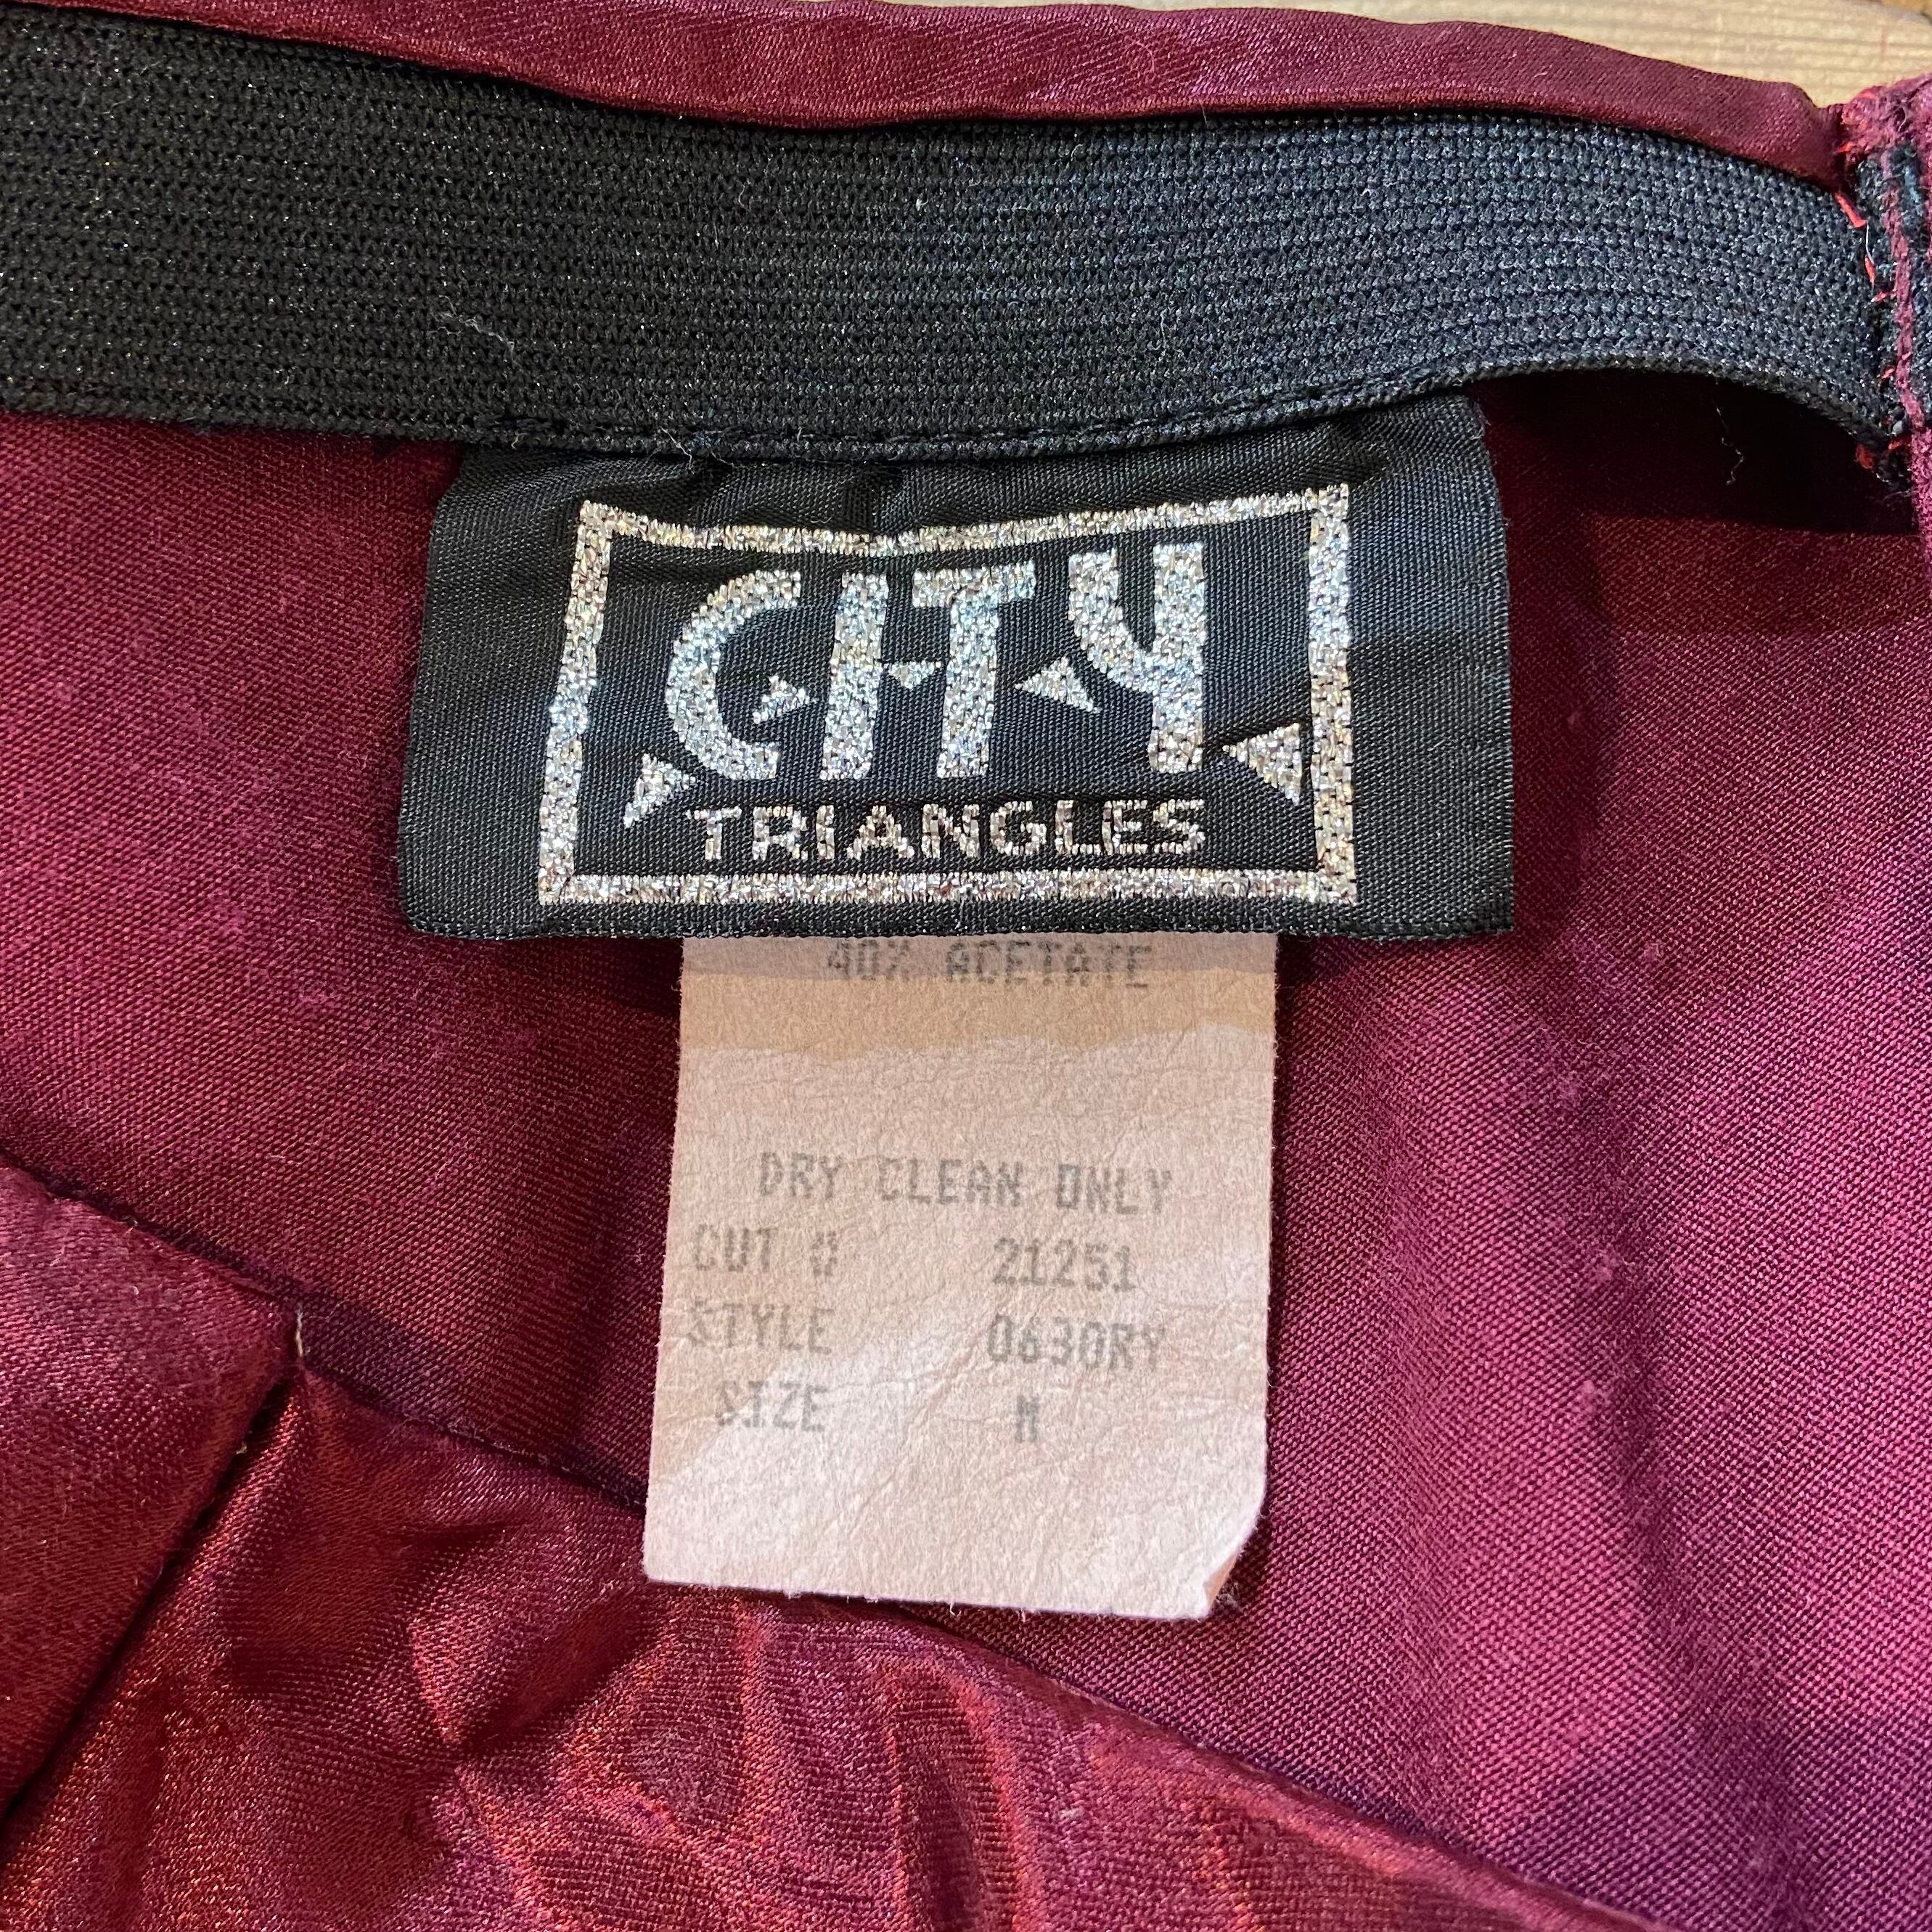 CITY
TRIANGLES
40% ACETATE
DRY CLEAN ONLY
CUT # 21251
STYLE 0630RY
SIZE M